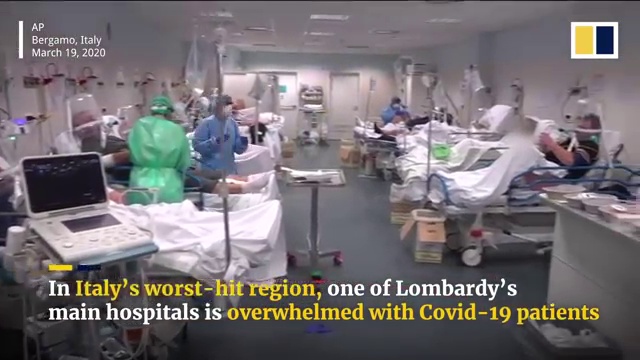 AP
Bergamo, Italy
March 19, 2020
In Italy's worst-hit region, one of Lombardy's
main hospitals is overwhelmed with Covid-19 patients